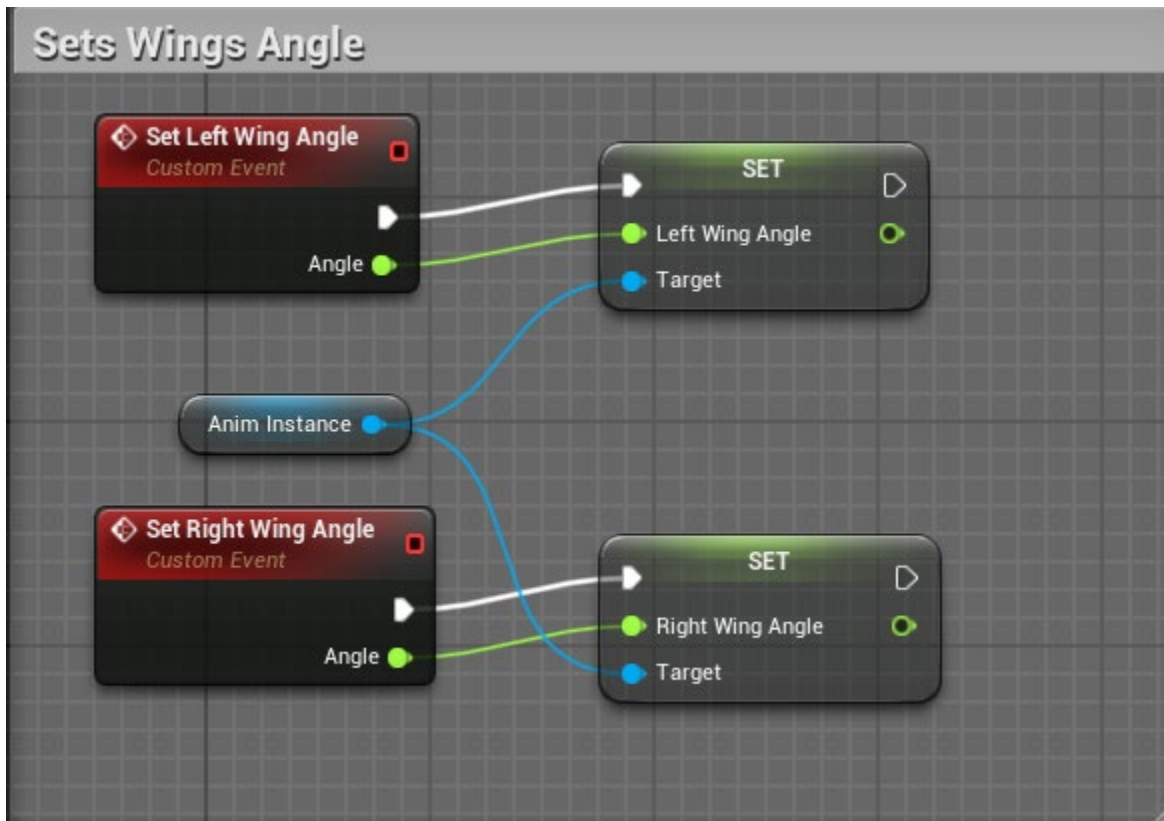 Sets Wings Angle
Set Left Wing Angle
Custom Event
Angle
SET
Left Wing Angle
Target
Anim Instance
Set Right Wing Angle
Custom Event
Angle
SET
Right Wing Angle
Target